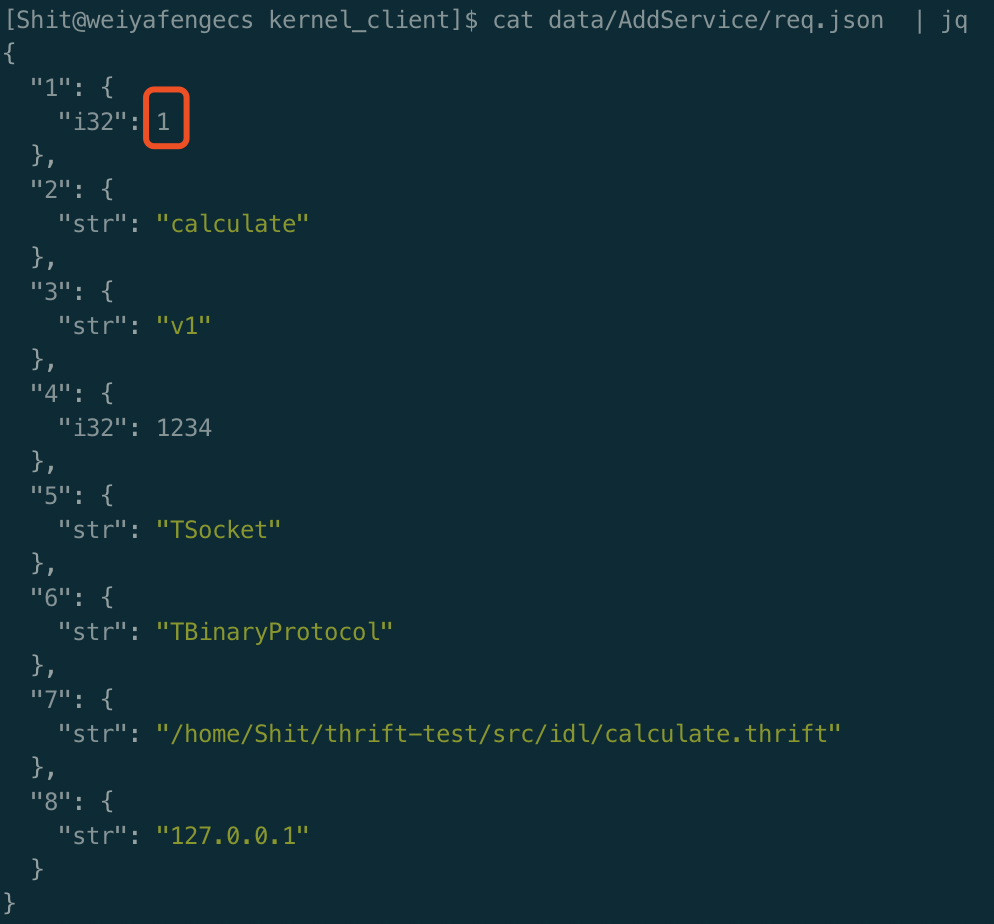 [Shit@weiyafengecs kernel_client]$ cat data/AddService/req.json  | jq
{
  "1": {
    "i32": 1
  },
  "2": {
    "str": "calculate"
  },
  "3": {
    "str": "v1"
  },
  "4": {
    "i32": 1234
  },
  "5": {
    "str": "TSocket"
  },
  "6": {
    "str": "TBinaryProtocol"
  },
  "7": {
    "str": "/home/Shit/thrift-test/src/idl/calculate.thrift"
  },
  "8": {
    "str": "127.0.0.1"
  }
}